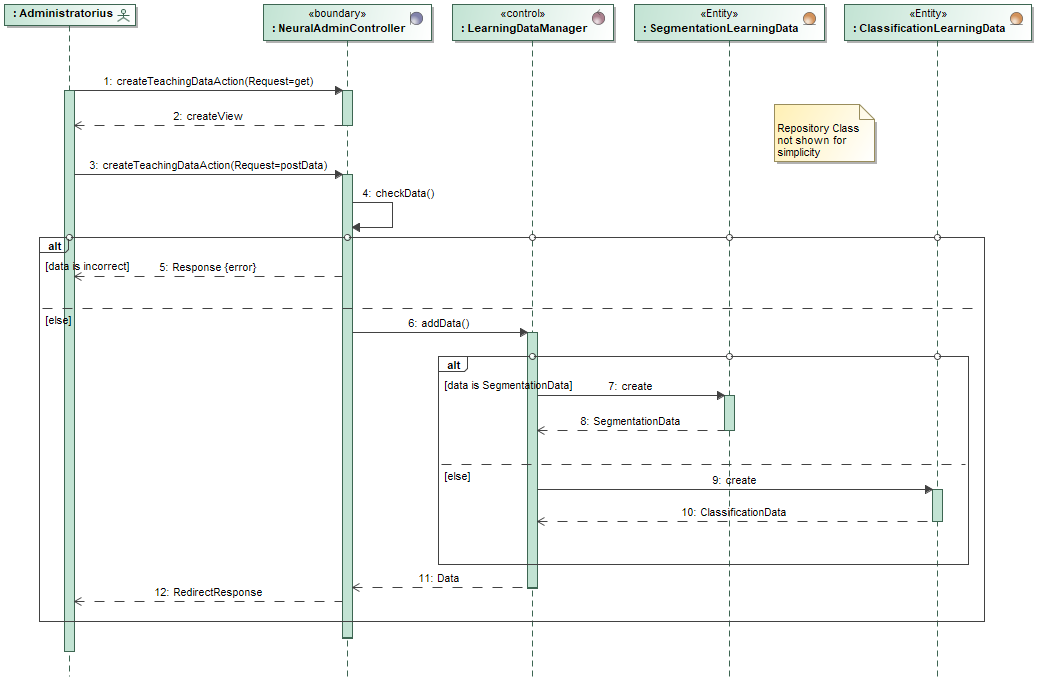 : Administratorius
«boundary»
: NeuralAdminController
«control»
: LearningDataManager
«Entity»
: SegmentationLearningData
«Entity»
: ClassificationLearningData
1: createTeachingDataAction(Request=get)
2: createView
Repository Class
not shown for
simplicity
3: createTeachingDataAction(Request=postData)
4: checkData()
alt
[data is incorrect]
5: Response {error}
[else]
6: addData()
alt
[data is SegmentationData]
7: create
8: SegmentationData
[else]
9: create
10: ClassificationData
11: Data
12: RedirectResponse